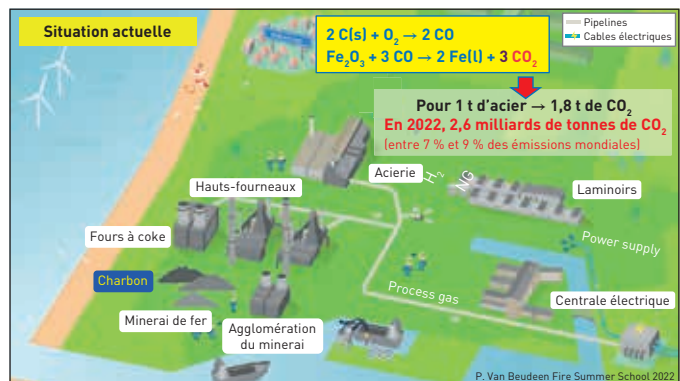 Situation actuelle
2 C(s) + O₂ → 2 CO
Fe₂O₃ + 3 CO → 2 Fe(l) + 3 CO₂
Pipelines
Cables électriques
Pour 1 t d'acier → 1,8 t de CO₂
En 2022, 2,6 milliards de tonnes de CO₂
(entre 7 % et 9 % des émissions mondiales)
Acierie
H₂
NG
Hauts-fourneaux
Laminoirs
Fours à coke
Power supply
Charbon
Process gas
Centrale électrique
Minerai de fer
Agglomération
du minerai
P. Van Beudeen Fire Summer School 2022